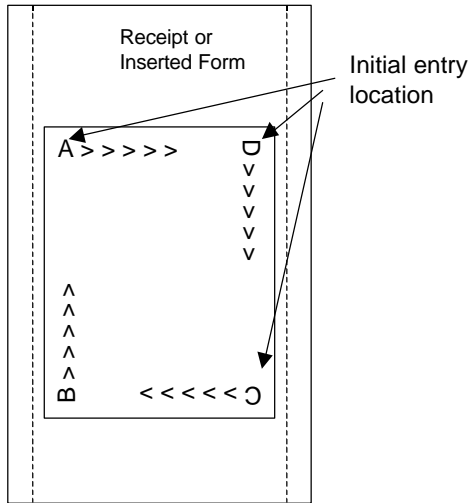 Receipt or
Inserted Form
Initial entry
location
A > > > > >
D > > > > >
B > > > > >
C > > > > >